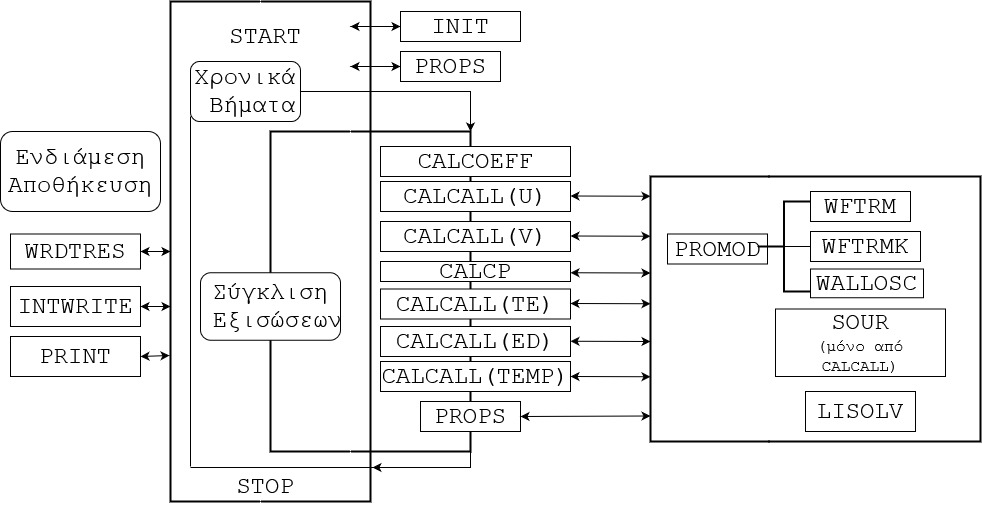 START
INIT
PROPS
Χρονικά
Βήματα
Ενδιάμεση
Αποθήκευση
WRDTRES
INTWRITE
PRINT
Σύγκλιση
Εξισώσεων
CALCOEFF
CALCALL(U)
CALCALL(V)
CALCP
CALCALL(TE)
CALCALL(ED)
CALCALL(TEMP)
PROPS
STOP
PROMOD
WFTRM
WFTRMK
WALLOSC
SOUR
(μόνο από
CALCALL)
LISOLV